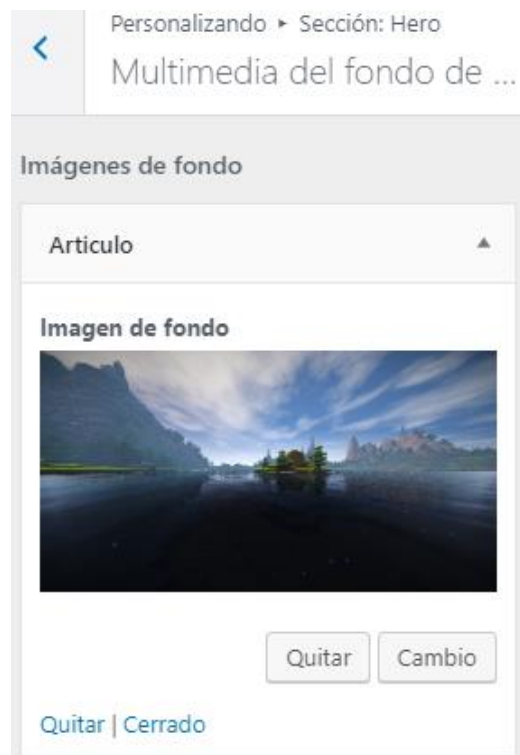 Personalizando ▸ Sección: Hero
Multimedia del fondo de ...
Imágenes de fondo
Articulo
Imagen de fondo
Quitar Cambio
Quitar | Cerrado